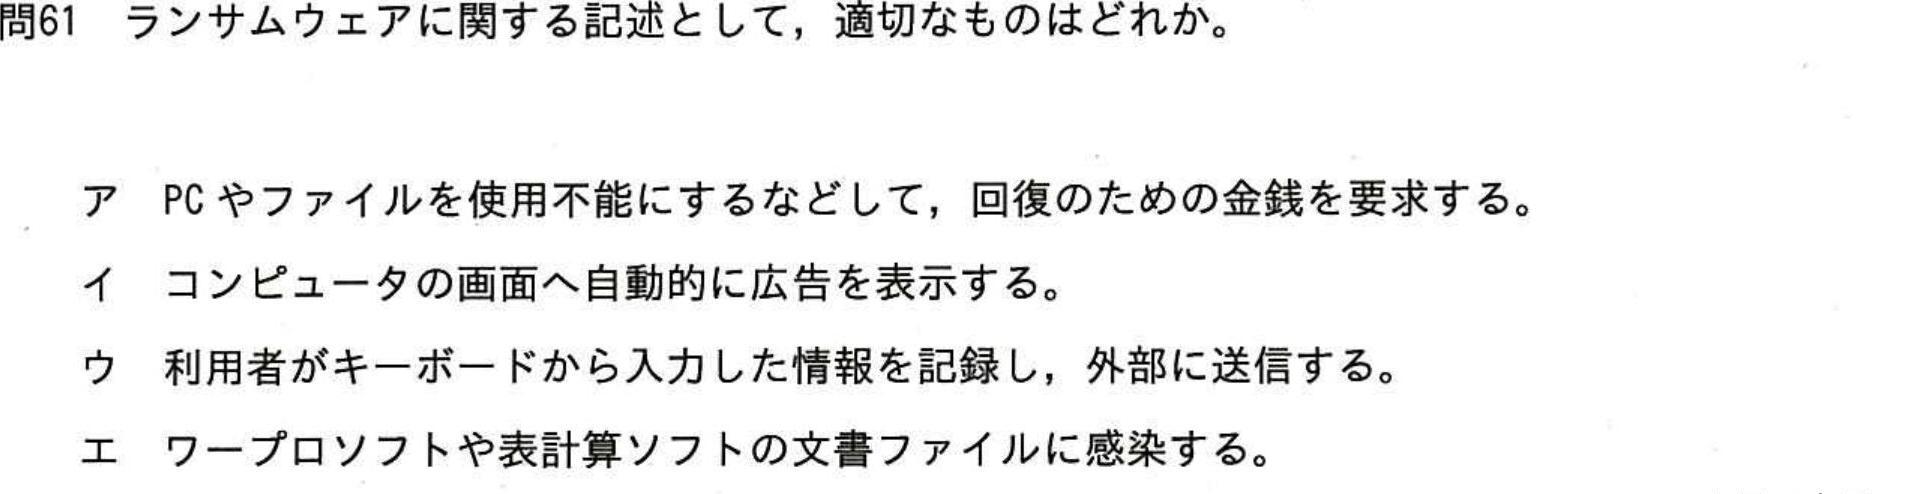 問61 ランサムウェアに関する記述として，適切なものはどれか。
ア PCやファイルを使用不能にするなどして，回復のための金銭を要求する。
イ コンピュータの画面へ自動的に広告を表示する。
ウ 利用者がキーボードから入力した情報を記録し，外部に送信する。
エ ワープロソフトや表計算ソフトの文書ファイルに感染する。